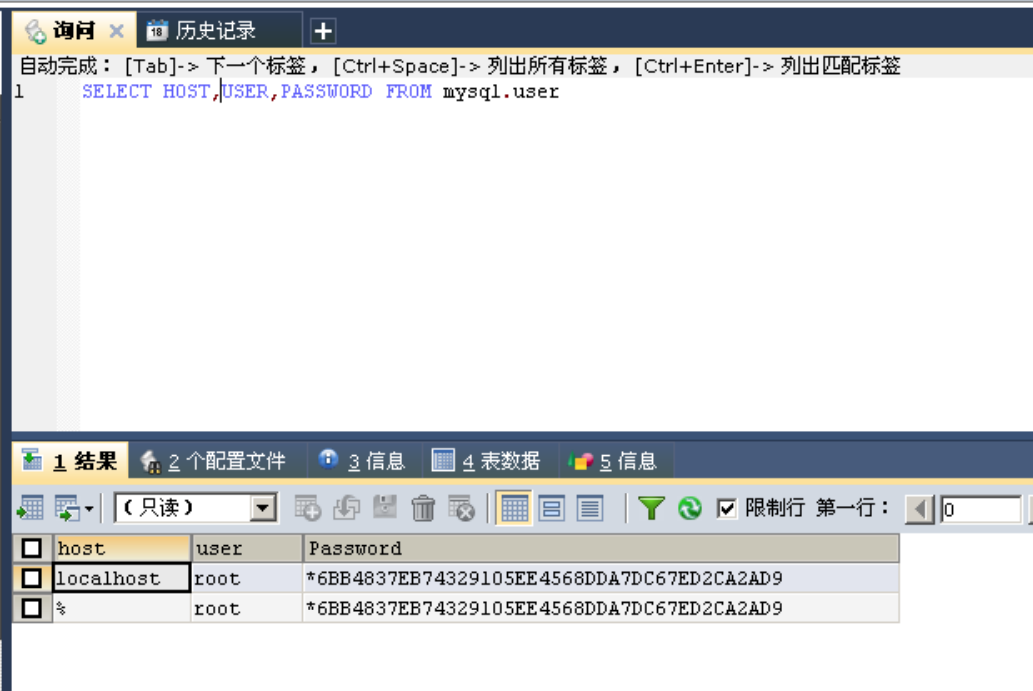 询问 历史记录
自动完成： [Tab]-> 下一个标签， [Ctrl+Space]-> 列出所有标签， [Ctrl+Enter]-> 列出匹配标签
1 SELECT HOST,USER,PASSWORD FROM mysql.user
1 结果 2 个配置文件 3 信息 4 表数据 5 信息
（只读） 限制行 第一行： 0
host user Password
localhost root *6BB4837EB74329105EE4568DDA7DC67ED2CA2AD9
% root *6BB4837EB74329105EE4568DDA7DC67ED2CA2AD9